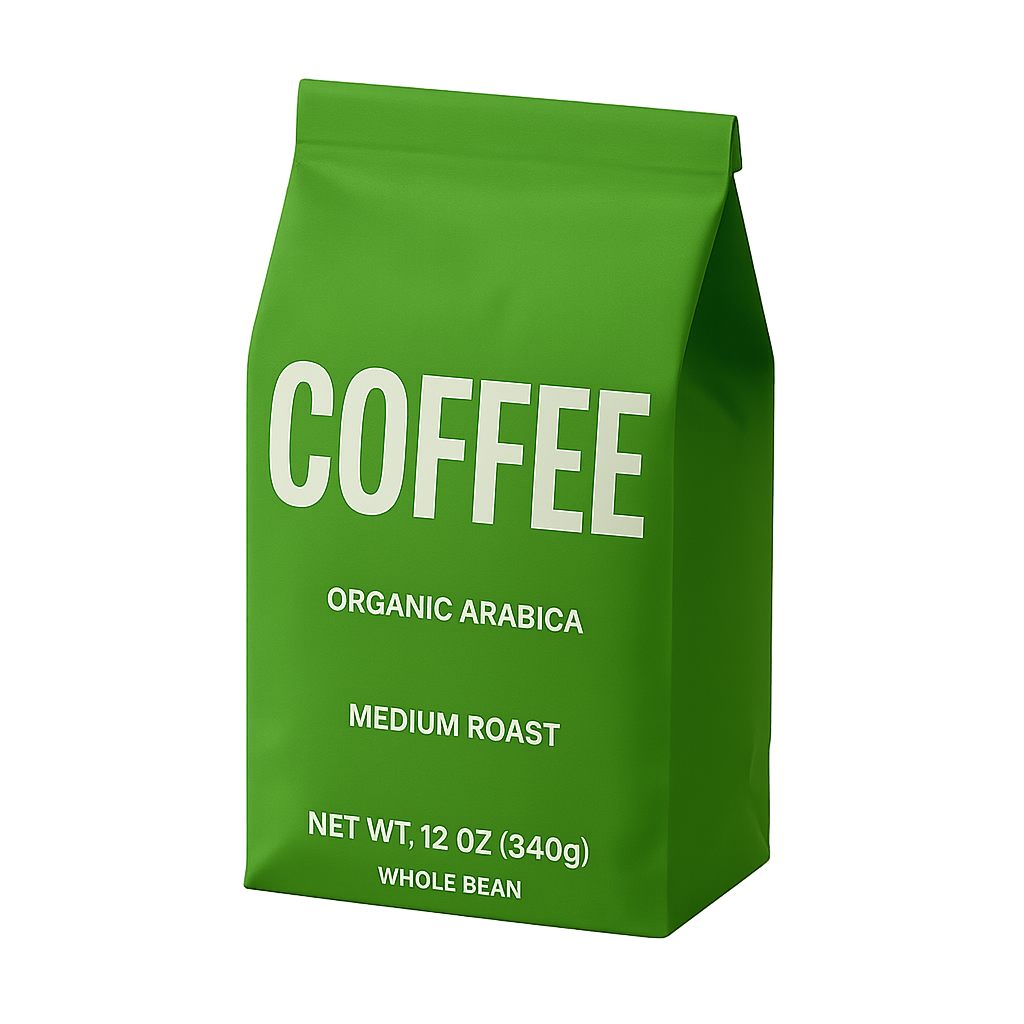 COFFEE
ORGANIC ARABICA
MEDIUM ROAST
NET WT, 12 OZ (340g)
WHOLE BEAN